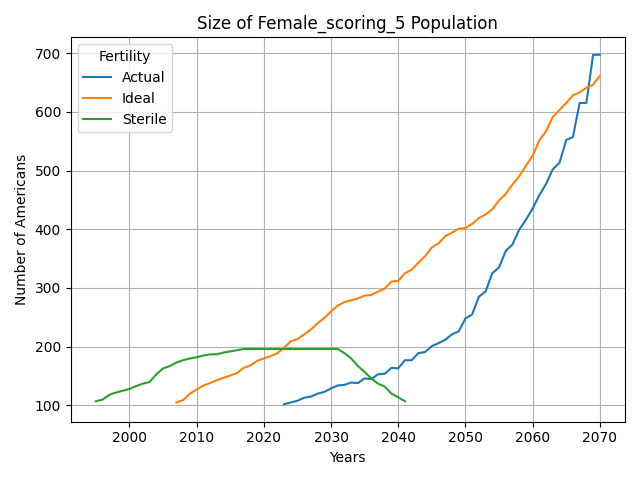 Size of Female_scoring_5 Population
Fertility
Actual
Ideal
Sterile
Number of Americans
700
600
500
400
300
200
100
2000 2010 2020 2030 2040 2050 2060 2070
Years